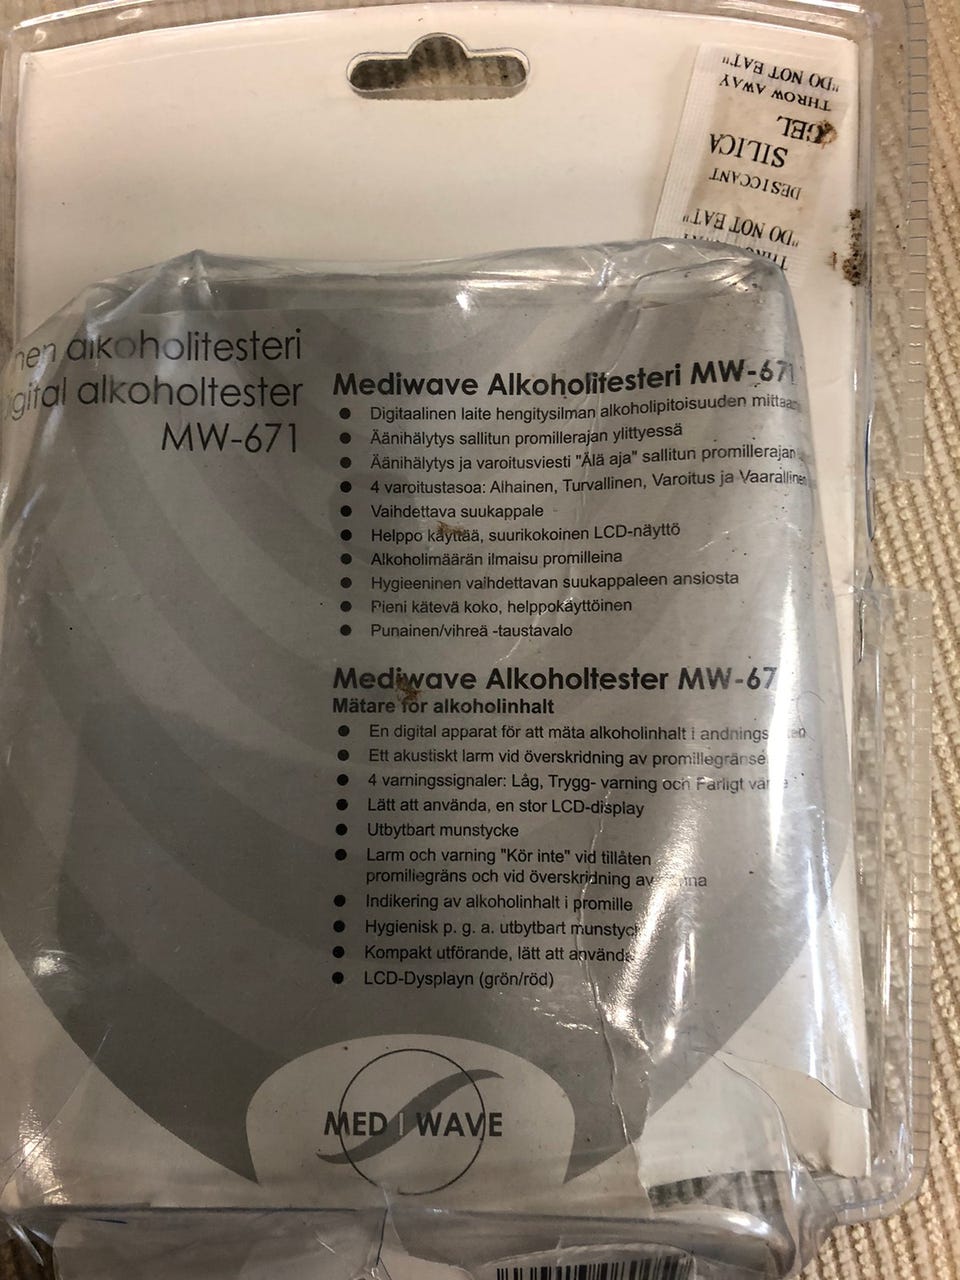 "DO NOT EAT"
THROW AWAY
SILICA
GEL
DESICCANT
"DO NOT EAT"
alkoholitesteri
digital alkoholtester
MW-671
Mediwave Alkoholitesteri MW-671
● Digitaalinen laite hengitysilman alkoholipitoisuuden
● Äänihälytys sallitun promillerajan ylittyessä
● Äänihälytys ja varoitusviesti "Älä aja" sallitun promillerajan
● 4 varoitustasoa: Alhainen, Turvallinen, Varoitus ja Vaarallinen
● Vaihdettava suukappale
● Helppo käyttää, suurikokoinen LCD-näyttö
● Alkoholimäärän ilmaisu promilleina
● Hygieeninen vaihdettavan suukappaleen ansiosta
● Pieni kätevä koko, helppokäyttöinen
● Punainen/vihreä -taustavalo
Mediwave Alkoholtester MW-67
Mätare för alkoholinhalt
● En digital apparat för att mäta alkoholinhalt i
● Ett akustiskt larm vid överskridning av
● 4 varningssignaler: Låg, Trygg- varning och Farligt
● Lätt att använda, en stor LCD-display
● Utbytbart munstycke
● Larm och varning "Kör inte" vid tillåten
promillegräns och vid överskridning av
● Indikering av alkoholinhalt i promille
● Hygienisk p. g. a. utbytbart
● Kompakt utförande, lätt att
● LCD-Dysplayn (grön/röd)
MEDIWAVE